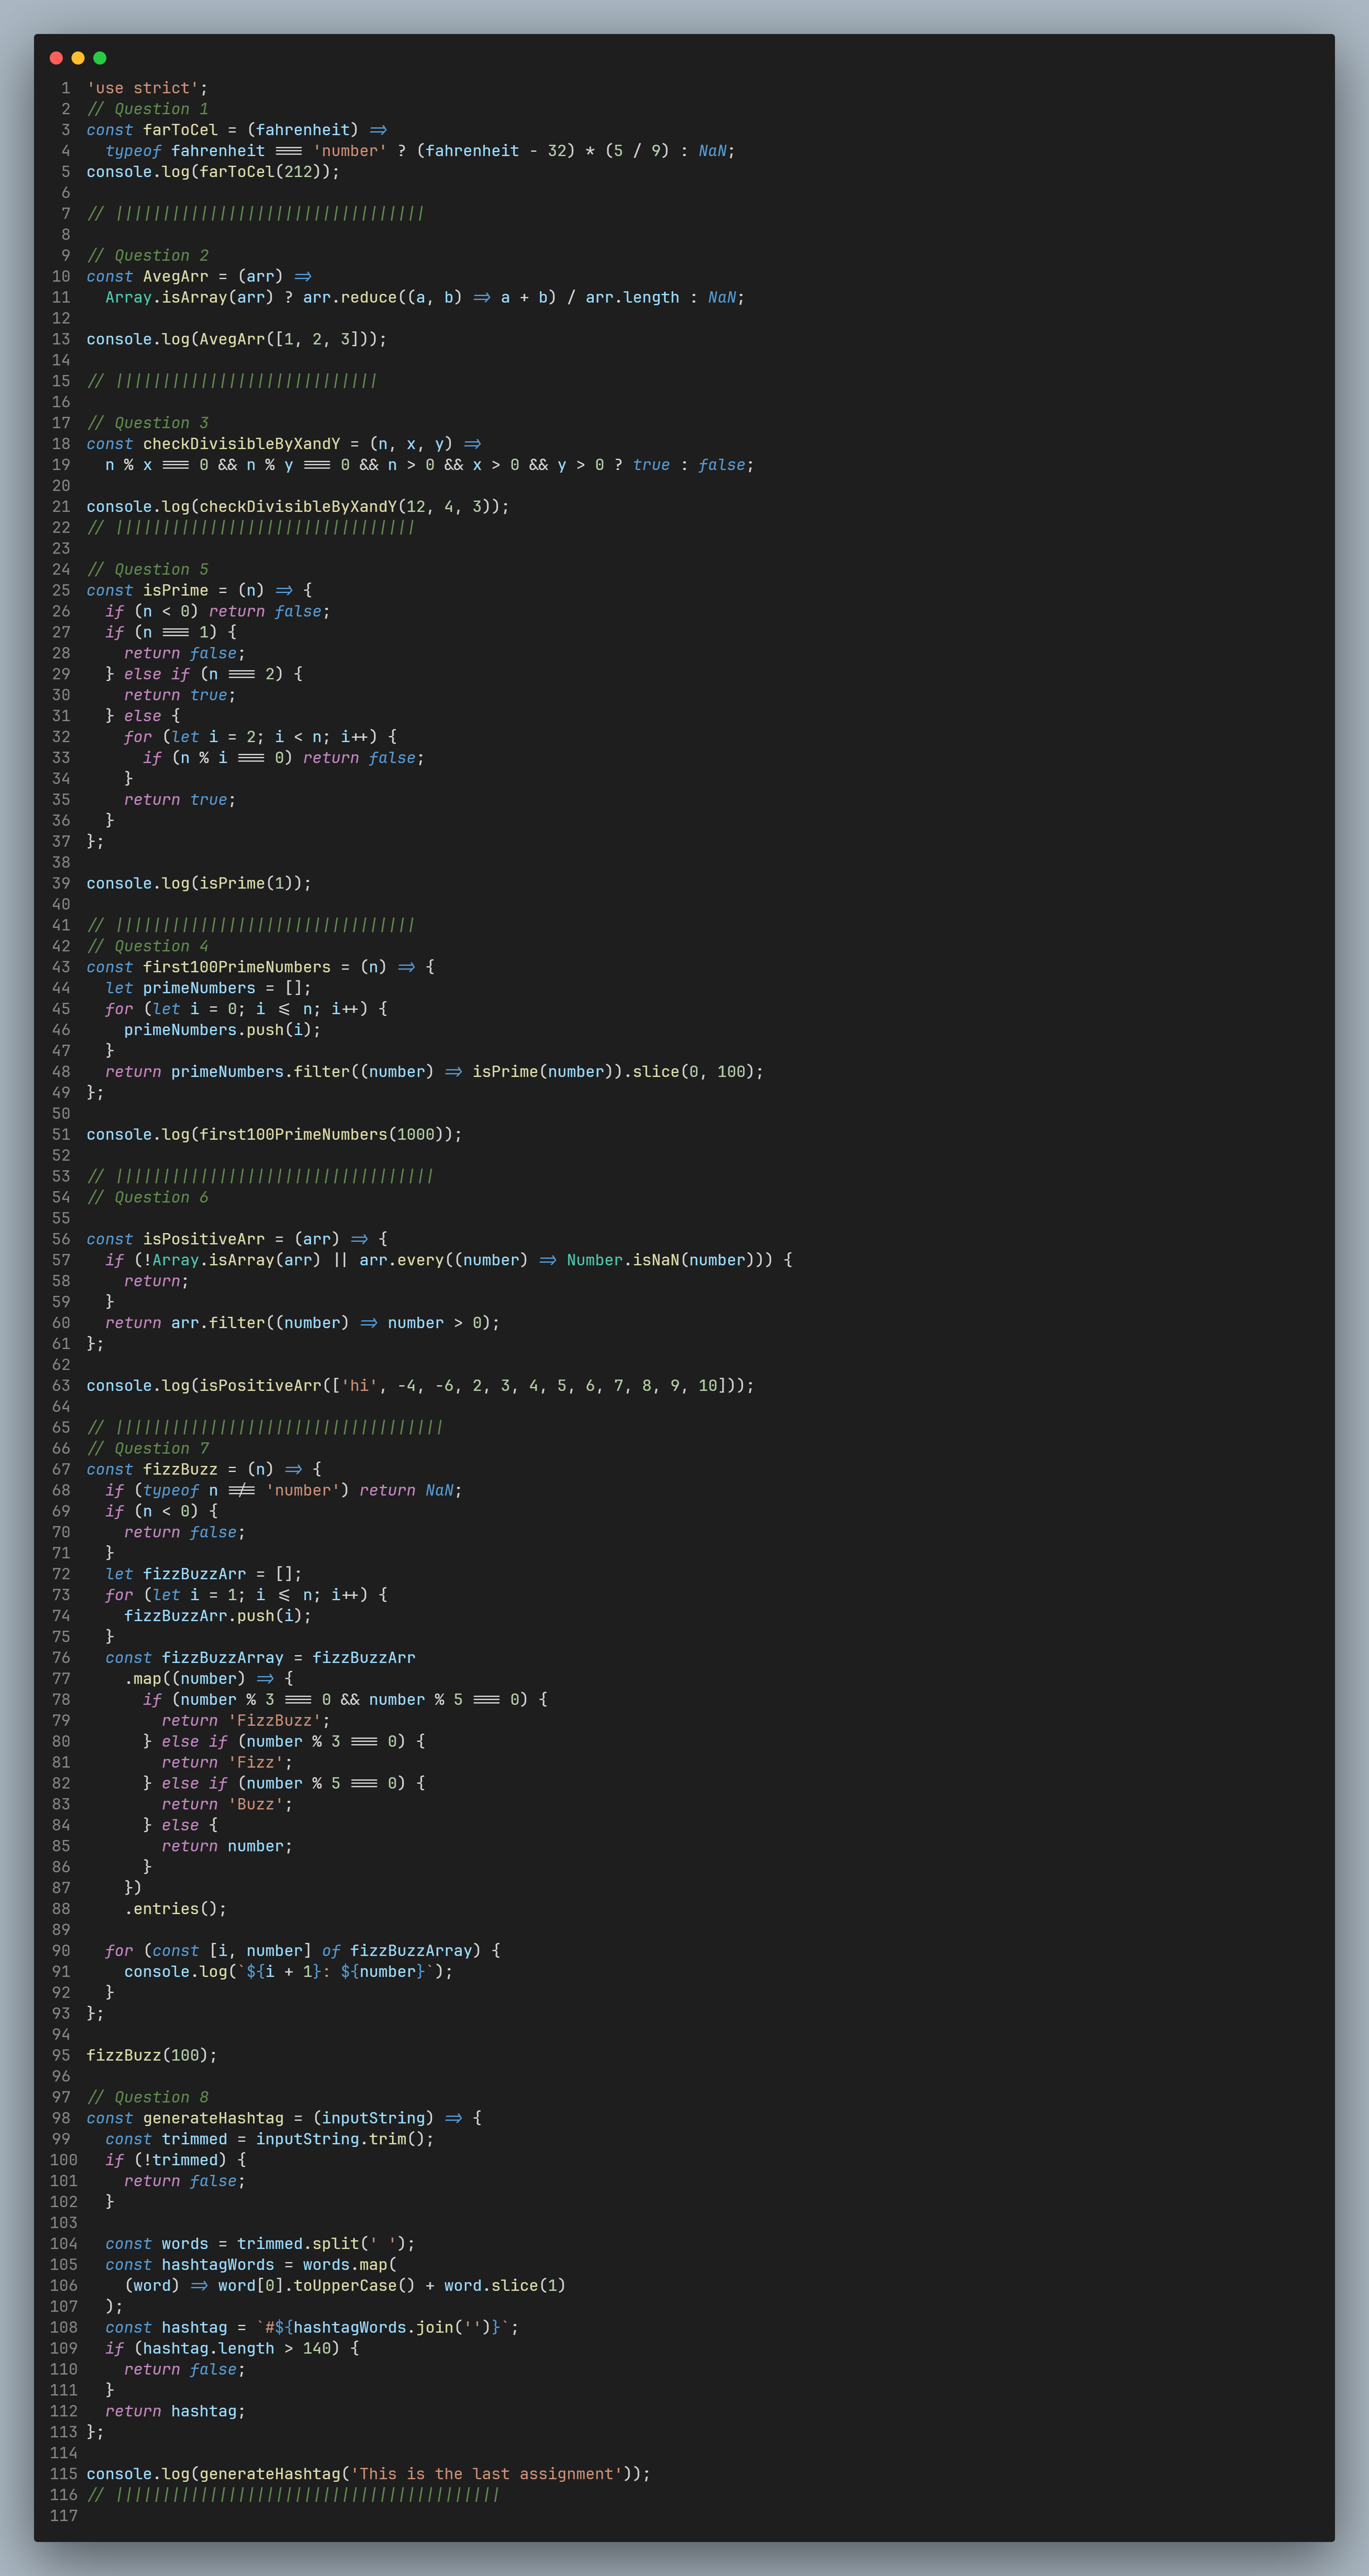 1 'use strict';
2 // Question 1
3 const farToCel = (fahrenheit) =>
4   typeof fahrenheit === 'number' ? (fahrenheit - 32) * (5 / 9) : NaN;
5 console.log(farToCel(212));
6
7 // |||||||||||||||||||||||||||||||||
8
9 // Question 2
10 const AvegArr = (arr) =>
11   Array.isArray(arr) ? arr.reduce((a, b) => a + b) / arr.length : NaN;
12
13 console.log(AvegArr([1, 2, 3]));
14
15 // ||||||||||||||||||||||||||||
16
17 // Question 3
18 const checkDivisibleByXandY = (n, x, y) =>
19   n % x === 0 && n % y === 0 && n > 0 && x > 0 && y > 0 ? true : false;
20
21 console.log(checkDivisibleByXandY(12, 4, 3));
22 // ||||||||||||||||||||||||||||||||
23
24 // Question 5
25 const isPrime = (n) => {
26   if (n < 0) return false;
27   if (n === 1) {
28     return false;
29   } else if (n === 2) {
30     return true;
31   } else {
32     for (let i = 2; i < n; i++) {
33       if (n % i === 0) return false;
34     }
35     return true;
36   }
37 };
38
39 console.log(isPrime(1));
40
41 // ||||||||||||||||||||||||||||||||
42 // Question 4
43 const first100PrimeNumbers = (n) => {
44   let primeNumbers = [];
45   for (let i = 0; i <= n; i++) {
46     primeNumbers.push(i);
47   }
48   return primeNumbers.filter((number) => isPrime(number)).slice(0, 100);
49 };
50
51 console.log(first100PrimeNumbers(1000));
52
53 // ||||||||||||||||||||||||||||||||||
54 // Question 6
55
56 const isPositiveArr = (arr) => {
57   if (!Array.isArray(arr) || arr.every((number) => Number.isNaN(number))) {
58     return;
59   }
60   return arr.filter((number) => number > 0);
61 };
62
63 console.log(isPositiveArr(['hi', -4, -6, 2, 3, 4, 5, 6, 7, 8, 9, 10]));
64
65 // |||||||||||||||||||||||||||||||||||
66 // Question 7
67 const fizzBuzz = (n) => {
68   if (typeof n !== 'number') return NaN;
69   if (n < 0) {
70     return false;
71   }
72   let fizzBuzzArr = [];
73   for (let i = 1; i <= n; i++) {
74     fizzBuzzArr.push(i);
75   }
76   const fizzBuzzArray = fizzBuzzArr
77     .map((number) => {
78       if (number % 3 === 0 && number % 5 === 0) {
79         return 'FizzBuzz';
80       } else if (number % 3 === 0) {
81         return 'Fizz';
82       } else if (number % 5 === 0) {
83         return 'Buzz';
84       } else {
85         return number;
86       }
87     })
88     .entries();
89
90   for (const [i, number] of fizzBuzzArray) {
91     console.log(`${i + 1}: ${number}`);
92   }
93 };
94
95 fizzBuzz(100);
96
97 // Question 8
98 const generateHashtag = (inputString) => {
99   const trimmed = inputString.trim();
100   if (!trimmed) {
101     return false;
102   }
103
104   const words = trimmed.split(' ');
105   const hashtagWords = words.map(
106     (word) => word[0].toUpperCase() + word.slice(1)
107   );
108   const hashtag = `#${hashtagWords.join('')}`;
109   if (hashtag.length > 140) {
110     return false;
111   }
112   return hashtag;
113 };
114
115 console.log(generateHashtag('This is the last assignment'));
116 // |||||||||||||||||||||||||||||||||||||||||
117